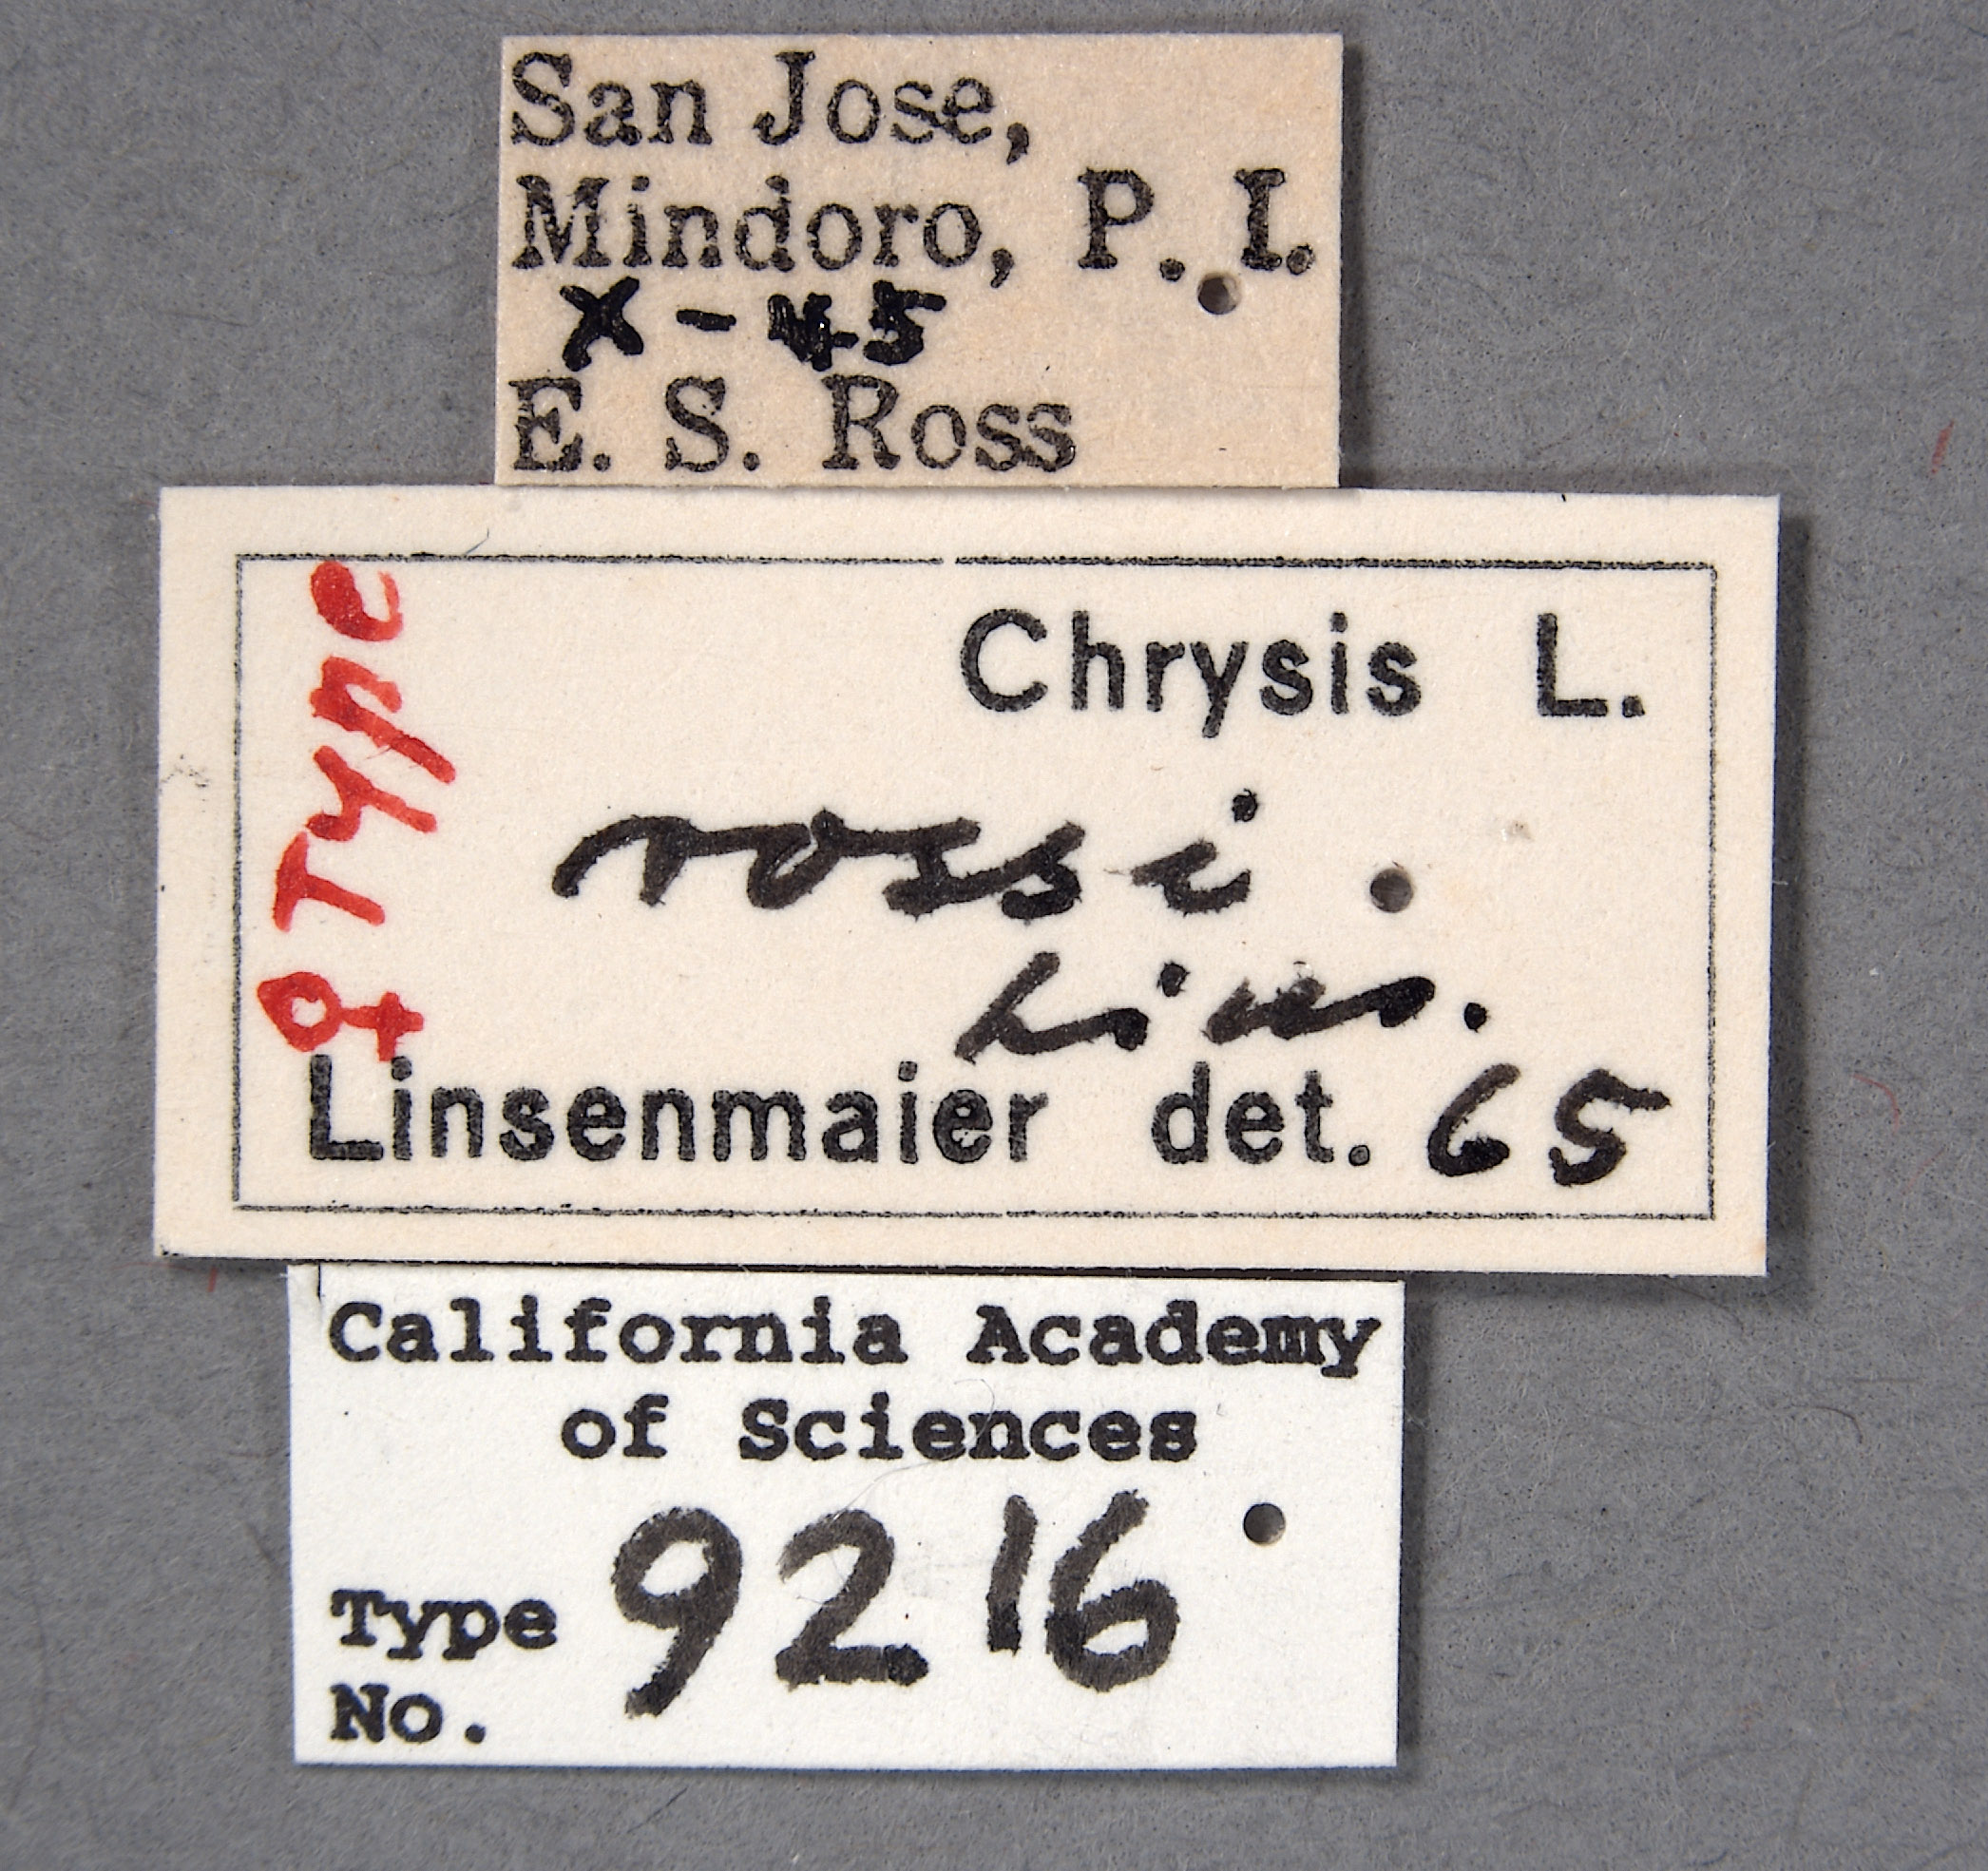 San Jose,
Mindoro, P. I.
X - 45
E. S. Ross
♀ Type
Chrysis L.
rossi
Lins.
Linsenmaier det. 65
California Academy
of Sciences
Type 9216
No.